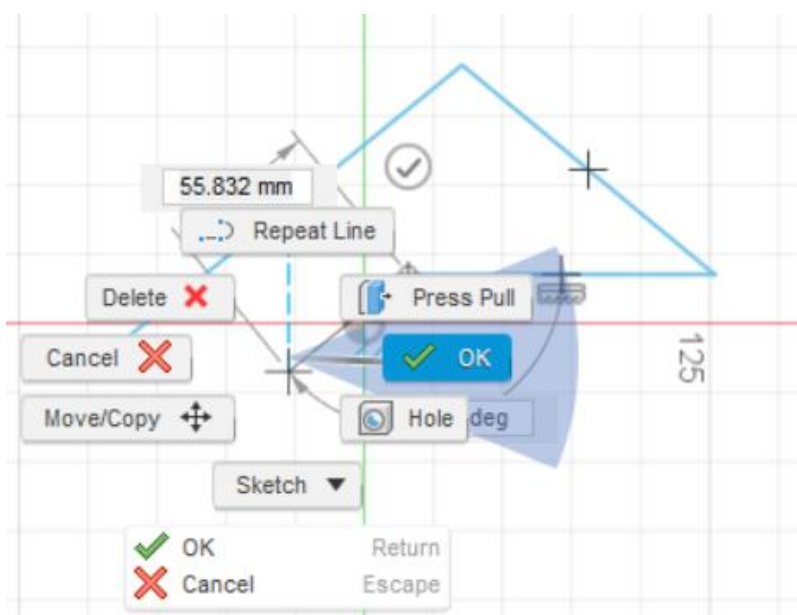 55.832 mm
Repeat Line
Delete
Press Pull
Cancel
OK
125
Move/Copy
Hole
deg
Sketch
OK Return
Cancel Escape